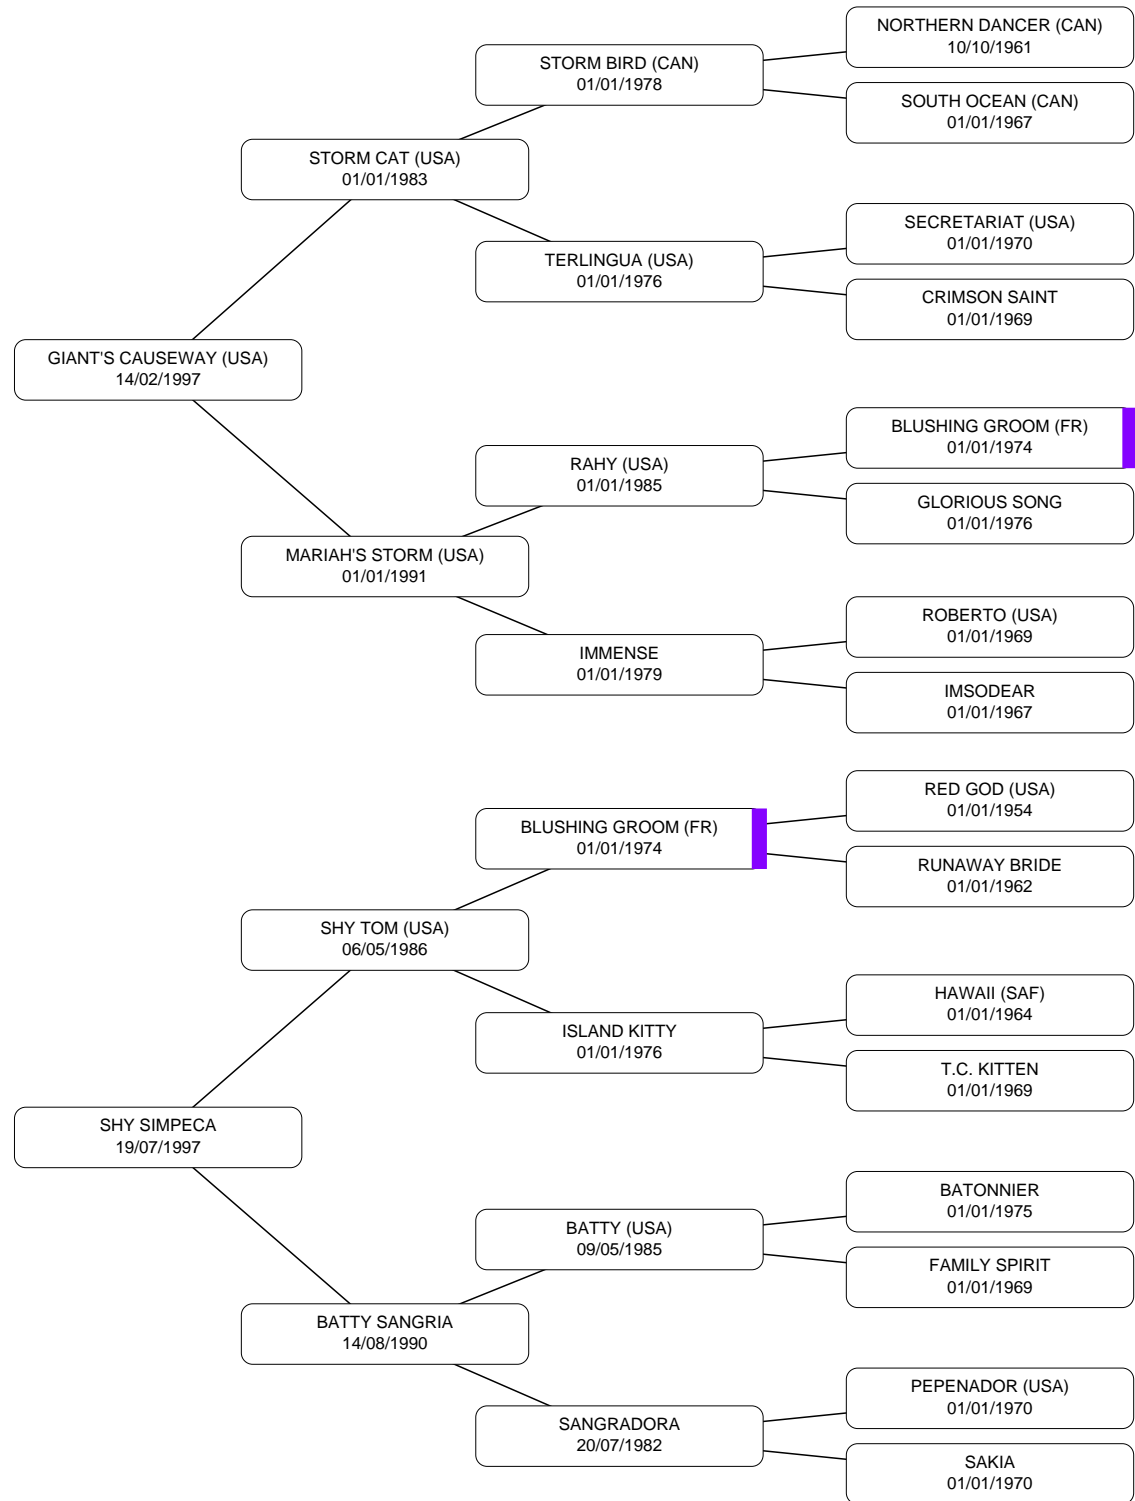 NORTHERN DANCER (CAN)
10/10/1961
STORM BIRD (CAN)
01/01/1978
SOUTH OCEAN (CAN)
01/01/1967
STORM CAT (USA)
01/01/1983
SECRETARIAT (USA)
01/01/1970
TERLINGUA (USA)
01/01/1976
CRIMSON SAINT
01/01/1969
GIANT'S CAUSEWAY (USA)
14/02/1997
BLUSHING GROOM (FR)
01/01/1974
RAHY (USA)
01/01/1985
GLORIOUS SONG
01/01/1976
MARIAH'S STORM (USA)
01/01/1991
ROBERTO (USA)
01/01/1969
IMMENSE
01/01/1979
IMSODEAR
01/01/1967
RED GOD (USA)
01/01/1954
BLUSHING GROOM (FR)
01/01/1974
RUNAWAY BRIDE
01/01/1962
SHY TOM (USA)
06/05/1986
HAWAII (SAF)
01/01/1964
ISLAND KITTY
01/01/1976
T.C. KITTEN
01/01/1969
SHY SIMPECA
19/07/1997
BATONNIER
01/01/1975
BATTY (USA)
09/05/1985
FAMILY SPIRIT
01/01/1969
BATTY SANGRIA
14/08/1990
PEPENADOR (USA)
01/01/1970
SANGRADORA
20/07/1982
SAKIA
01/01/1970